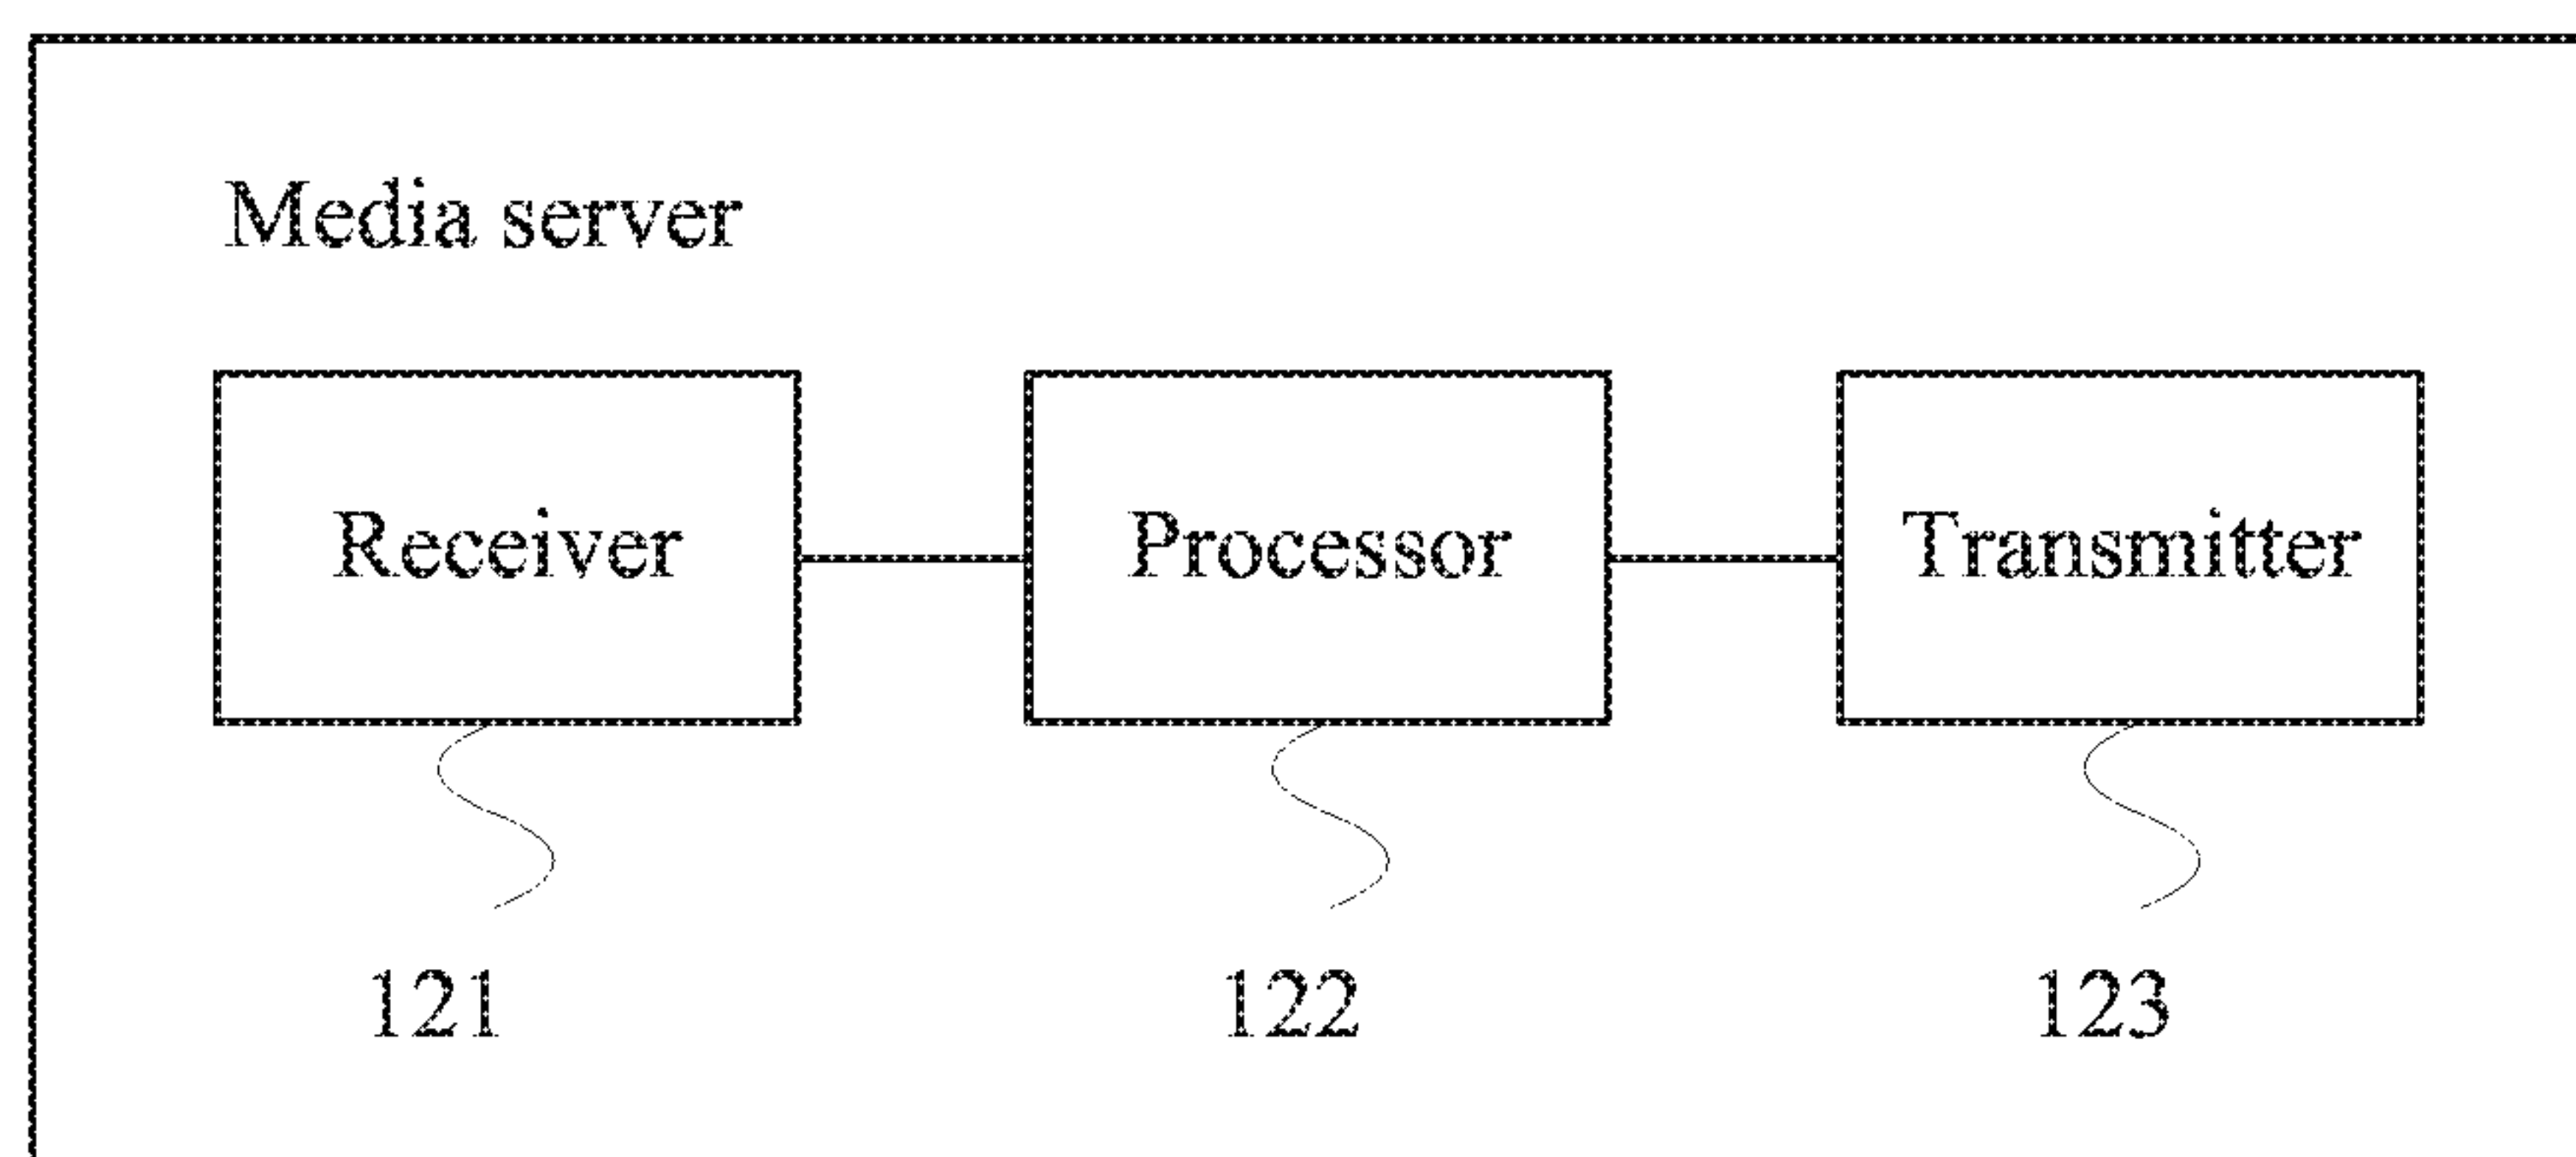 Media server
Receiver
Processor
Transmitter
121
122
123